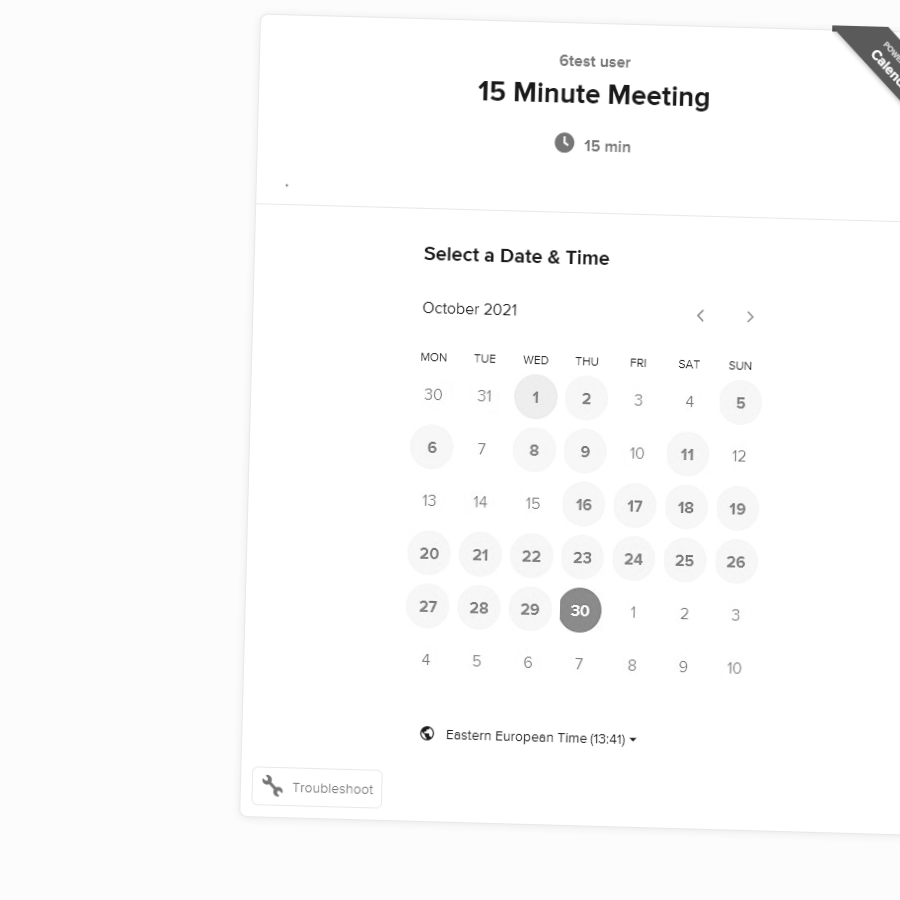 6test user
15 Minute Meeting
15 min
Select a Date & Time
October 2021
MON TUE WED THU FRI SAT SUN
30 31 1 2 3 4 5
6 7 8 9 10 11 12
13 14 15 16 17 18 19
20 21 22 23 24 25 26
27 28 29 30 1 2 3
4 5 6 7 8 9 10
Eastern European Time (13:41)
Troubleshoot